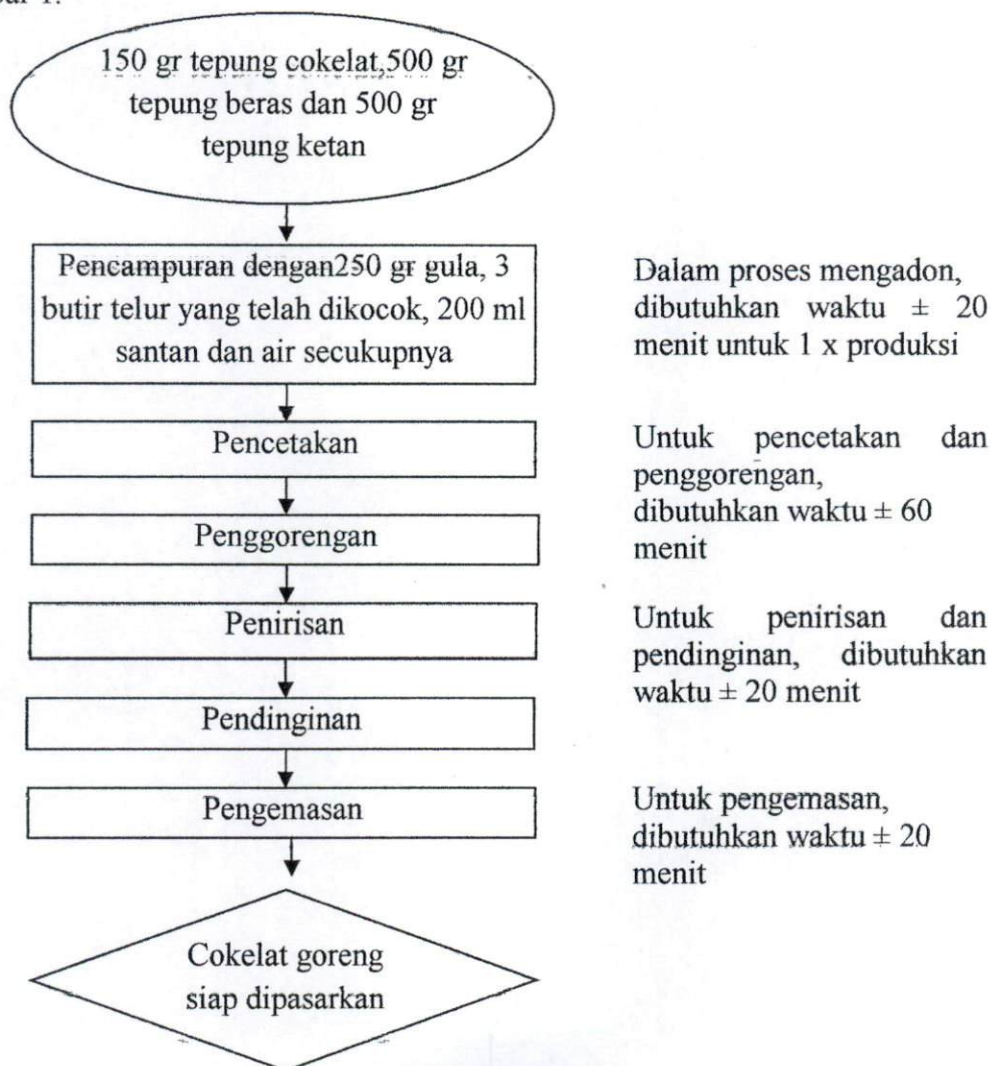 150 gr tepung cokelat,500 gr
tepung beras dan 500 gr
tepung ketan
Pencampuran dengan250 gr gula, 3
butir telur yang telah dikocok, 200 ml
santan dan air secukupnya
Dalam proses mengadon,
dibutuhkan waktu ± 20
menit untuk 1 x produksi
Pencetakan
Penggorengan
Untuk pencetakan dan
penggorengan,
dibutuhkan waktu ± 60
menit
Penirisan
Pendinginan
Untuk penirisan dan
pendinginan, dibutuhkan
waktu ± 20 menit
Pengemasan
Untuk pengemasan,
dibutuhkan waktu ± 20
menit
Cokelat goreng
siap dipasarkan